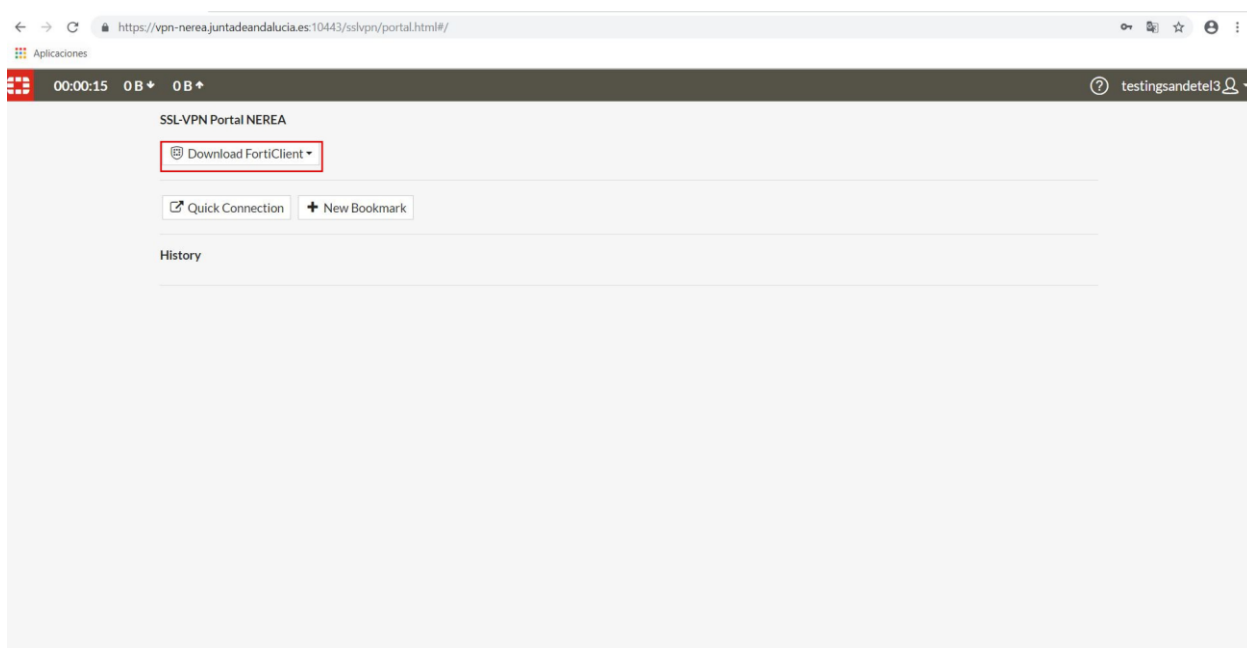 https://vpn-nerea.juntadeandalucia.es:10443/sslvpn/portal.html#/
Aplicaciones
00:00:15 0 B 0 B testingsandetel3
SSL-VPN Portal NEREA
Download FortiClient
Quick Connection New Bookmark
History